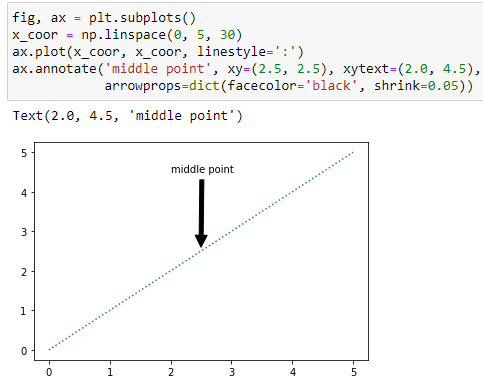 fig, ax = plt.subplots()
x_coor = np.linspace(0, 5, 30)
ax.plot(x_coor, x_coor, linestyle=':')
ax.annotate('middle point', xy=(2.5, 2.5), xytext=(2.0, 4.5),
            arrowprops=dict(facecolor='black', shrink=0.05))
Text(2.0, 4.5, 'middle point')
5
middle point
4
3
2
1
0
0 1 2 3 4 5